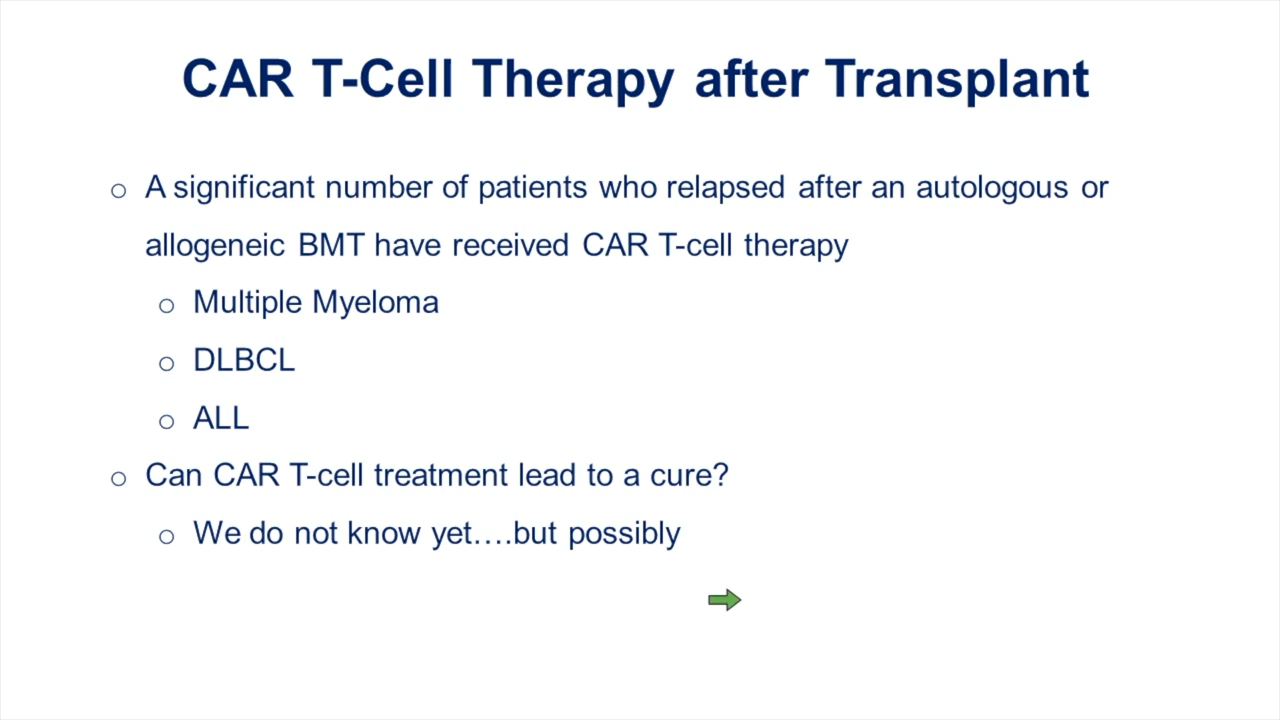 CAR T-Cell Therapy after Transplant
○ A significant number of patients who relapsed after an autologous or
allogeneic BMT have received CAR T-cell therapy
○ Multiple Myeloma
○ DLBCL
○ ALL
○ Can CAR T-cell treatment lead to a cure?
○ We do not know yet….but possibly